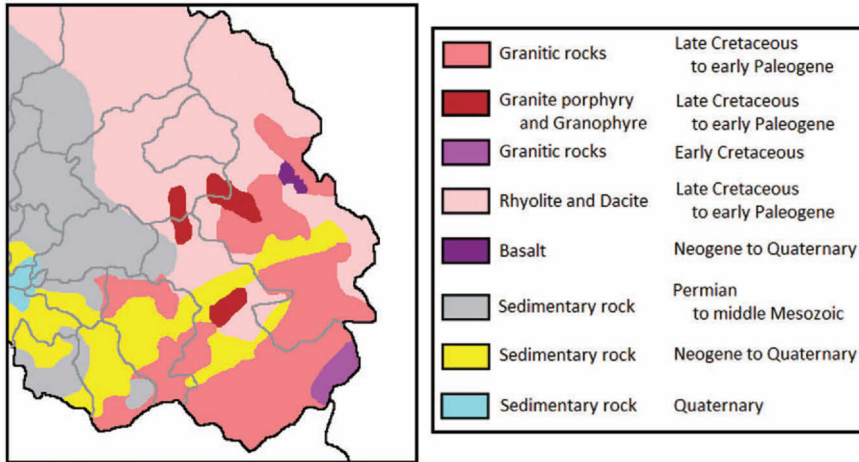 Granitic rocks Late Cretaceous
to early Paleogene
Granite porphyry Late Cretaceous
and Granophyre to early Paleogene
Granitic rocks Early Cretaceous
Rhyolite and Dacite Late Cretaceous
to early Paleogene
Basalt Neogene to Quaternary
Sedimentary rock Permian
to middle Mesozoic
Sedimentary rock Neogene to Quaternary
Sedimentary rock Quaternary